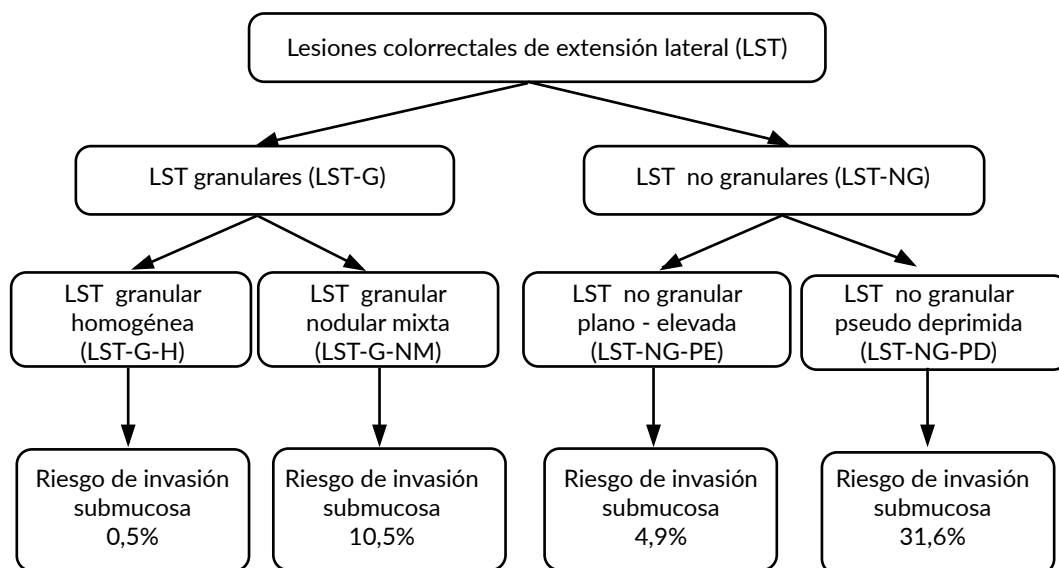 Lesiones colorrectales de extensión lateral (LST)
LST granulares (LST-G)
LST no granulares (LST-NG)
LST granular
homogénea
(LST-G-H)
LST granular
nodular mixta
(LST-G-NM)
LST no granular
plano - elevada
(LST-NG-PE)
LST no granular
pseudo deprimida
(LST-NG-PD)
Riesgo de invasión
submucosa
0,5%
Riesgo de invasión
submucosa
10,5%
Riesgo de invasión
submucosa
4,9%
Riesgo de invasión
submucosa
31,6%